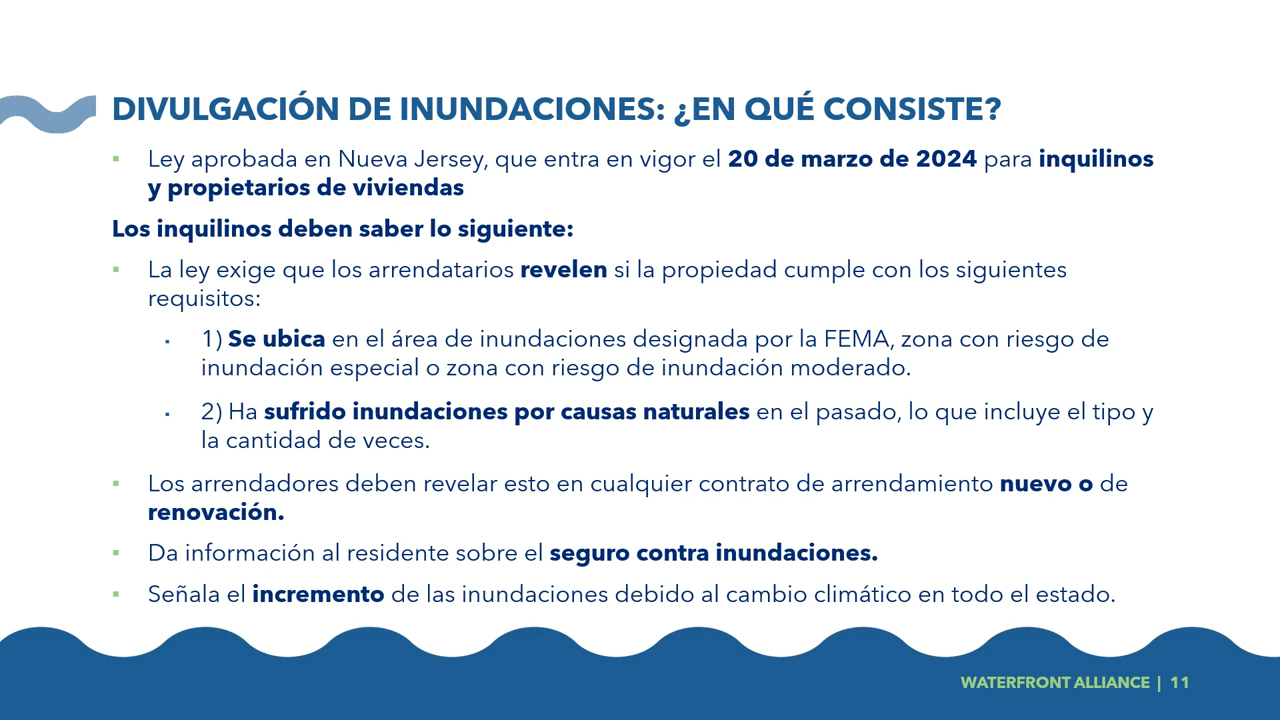 DIVULGACIÓN DE INUNDACIONES: ¿EN QUÉ CONSISTE?
▪ Ley aprobada en Nueva Jersey, que entra en vigor el 20 de marzo de 2024 para inquilinos
y propietarios de viviendas
Los inquilinos deben saber lo siguiente:
▪ La ley exige que los arrendatarios revelen si la propiedad cumple con los siguientes
requisitos:
▪ 1) Se ubica en el área de inundaciones designada por la FEMA, zona con riesgo de
inundación especial o zona con riesgo de inundación moderado.
▪ 2) Ha sufrido inundaciones por causas naturales en el pasado, lo que incluye el tipo y
la cantidad de veces.
▪ Los arrendadores deben revelar esto en cualquier contrato de arrendamiento nuevo o de
renovación.
▪ Da información al residente sobre el seguro contra inundaciones.
▪ Señala el incremento de las inundaciones debido al cambio climático en todo el estado.
WATERFRONT ALLIANCE | 11